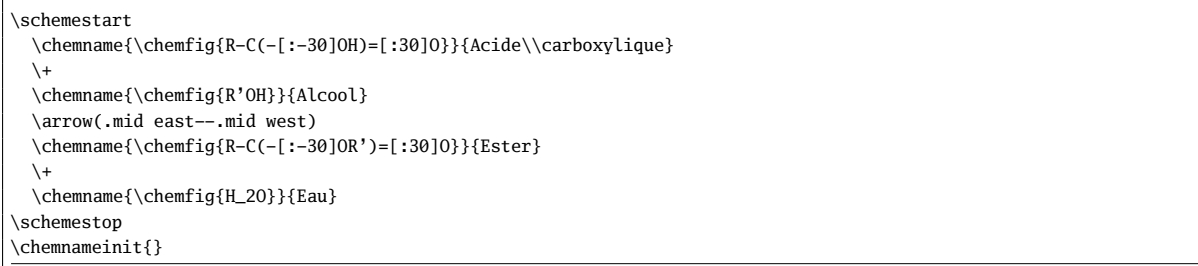 \schemestart
\chemname{\chemfig{R-C(-[:-30]OH)=[:30]O}}{Acide\\carboxylique}
\+
\chemname{\chemfig{R’OH}}{Alcool}
\arrow(.mid east--.mid west)
\chemname{\chemfig{R-C(-[:-30]OR’)=[:30]O}}{Ester}
\+
\chemname{\chemfig{H_2O}}{Eau}
\schemestop
\chemnameinit{}